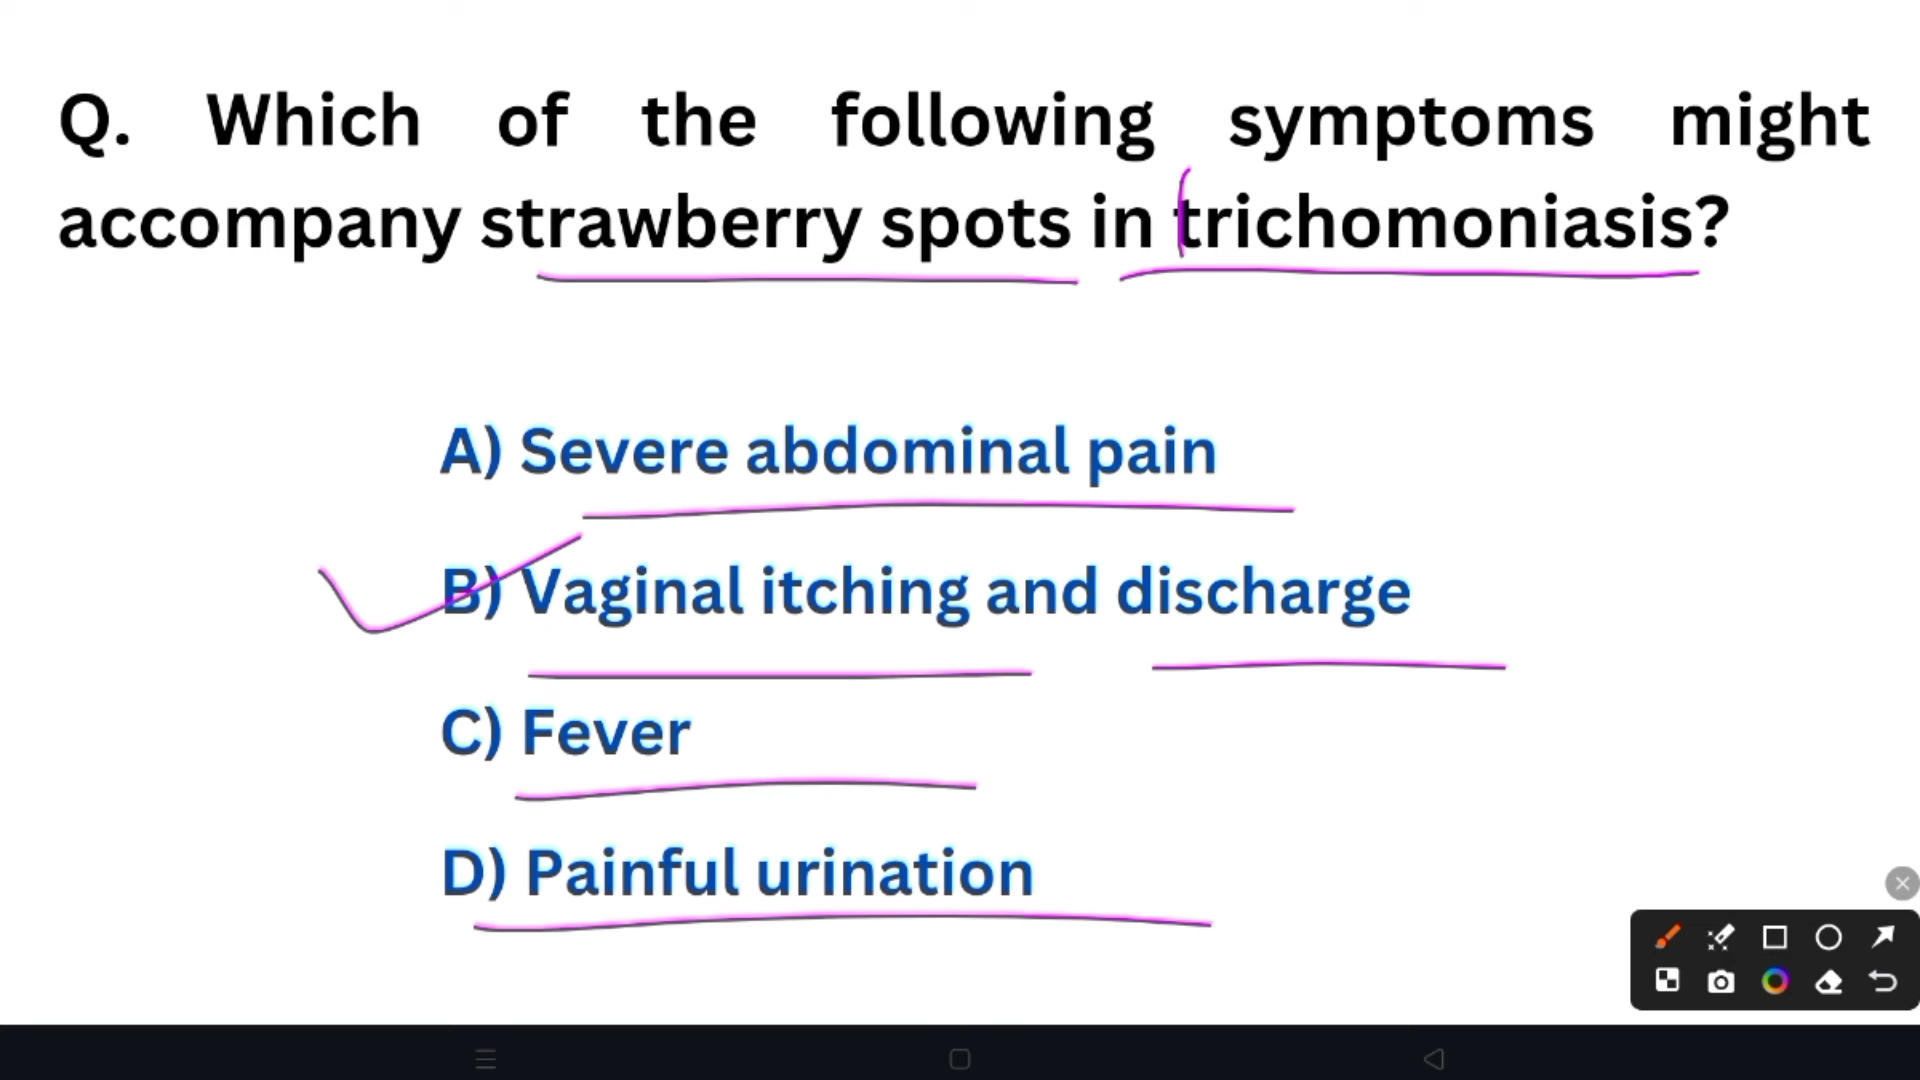 Q. Which of the following symptoms might
accompany strawberry spots in trichomoniasis?
A) Severe abdominal pain
B) Vaginal itching and discharge
C) Fever
D) Painful urination